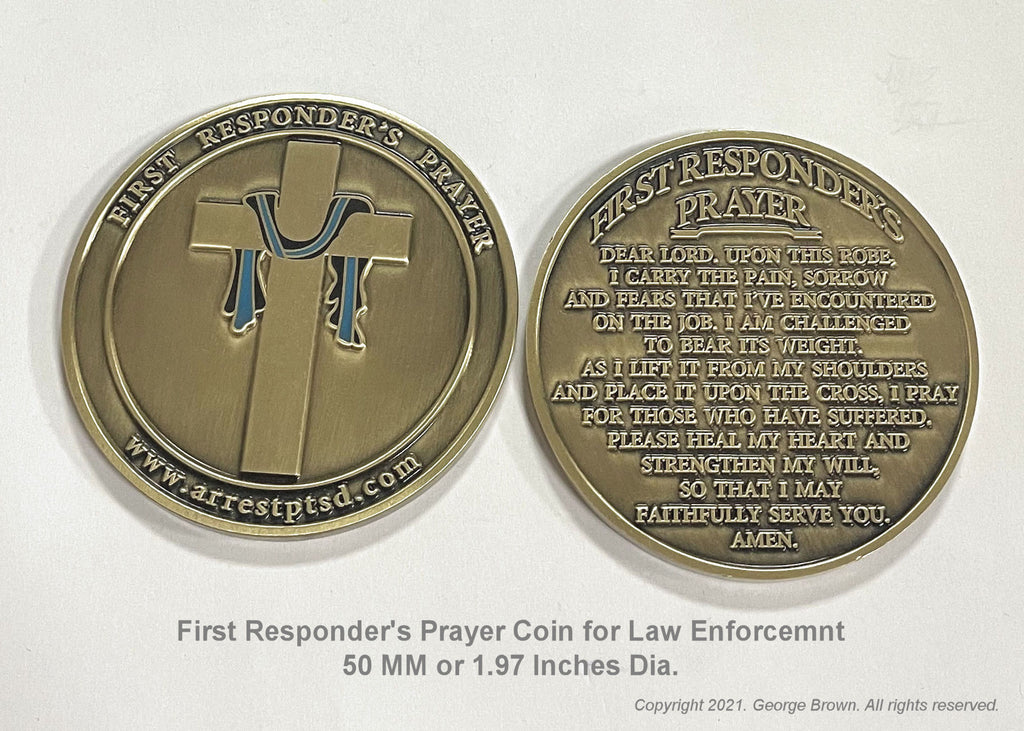 FIRST RESPONDER'S PRAYER
www.arrestptsd.com
FIRST RESPONDER'S
PRAYER
DEAR LORD. UPON THIS ROBE,
I CARRY THE PAIN, SORROW
AND FEARS THAT I'VE ENCOUNTERED
ON THE JOB. I AM CHALLENGED
TO BEAR ITS WEIGHT.
AS I LIFT IT FROM MY SHOULDERS
AND PLACE IT UPON THE CROSS, I PRAY
FOR THOSE WHO HAVE SUFFERED.
PLEASE HEAL MY HEART AND
STRENGTHEN MY WILL,
SO THAT I MAY
FAITHFULLY SERVE YOU.
AMEN.
First Responder's Prayer Coin for Law Enforcemnt
50 MM or 1.97 Inches Dia.
Copyright 2021. George Brown. All rights reserved.